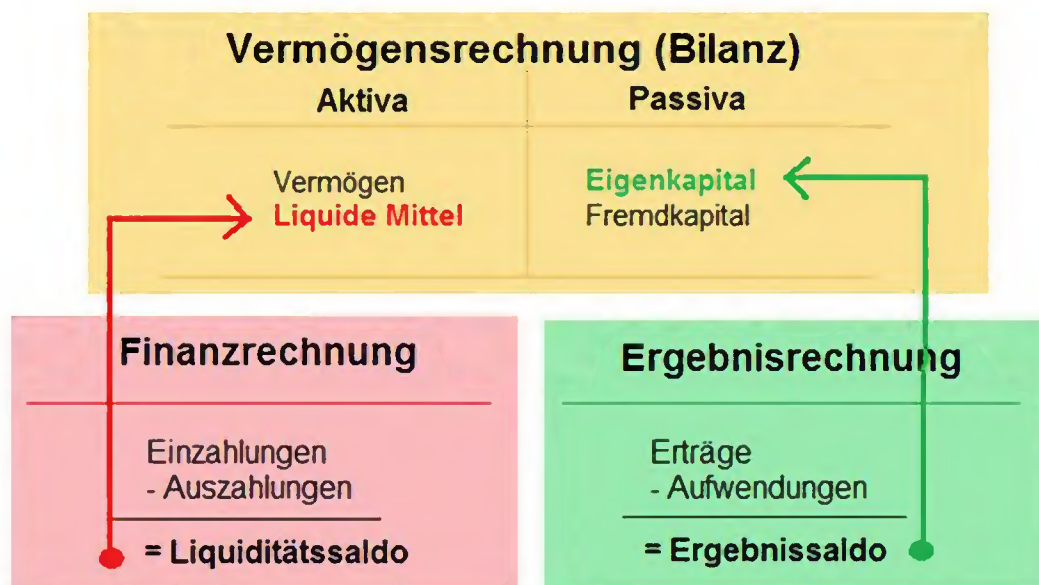 Vermögensrechnung (Bilanz)
Aktiva
Passiva
Vermögen
Liquide Mittel
Eigenkapital
Fremdkapital
Finanzrechnung
Einzahlungen
- Auszahlungen
= Liquiditätssaldo
Ergebnisrechnung
Erträge
- Aufwendungen
= Ergebnissaldo